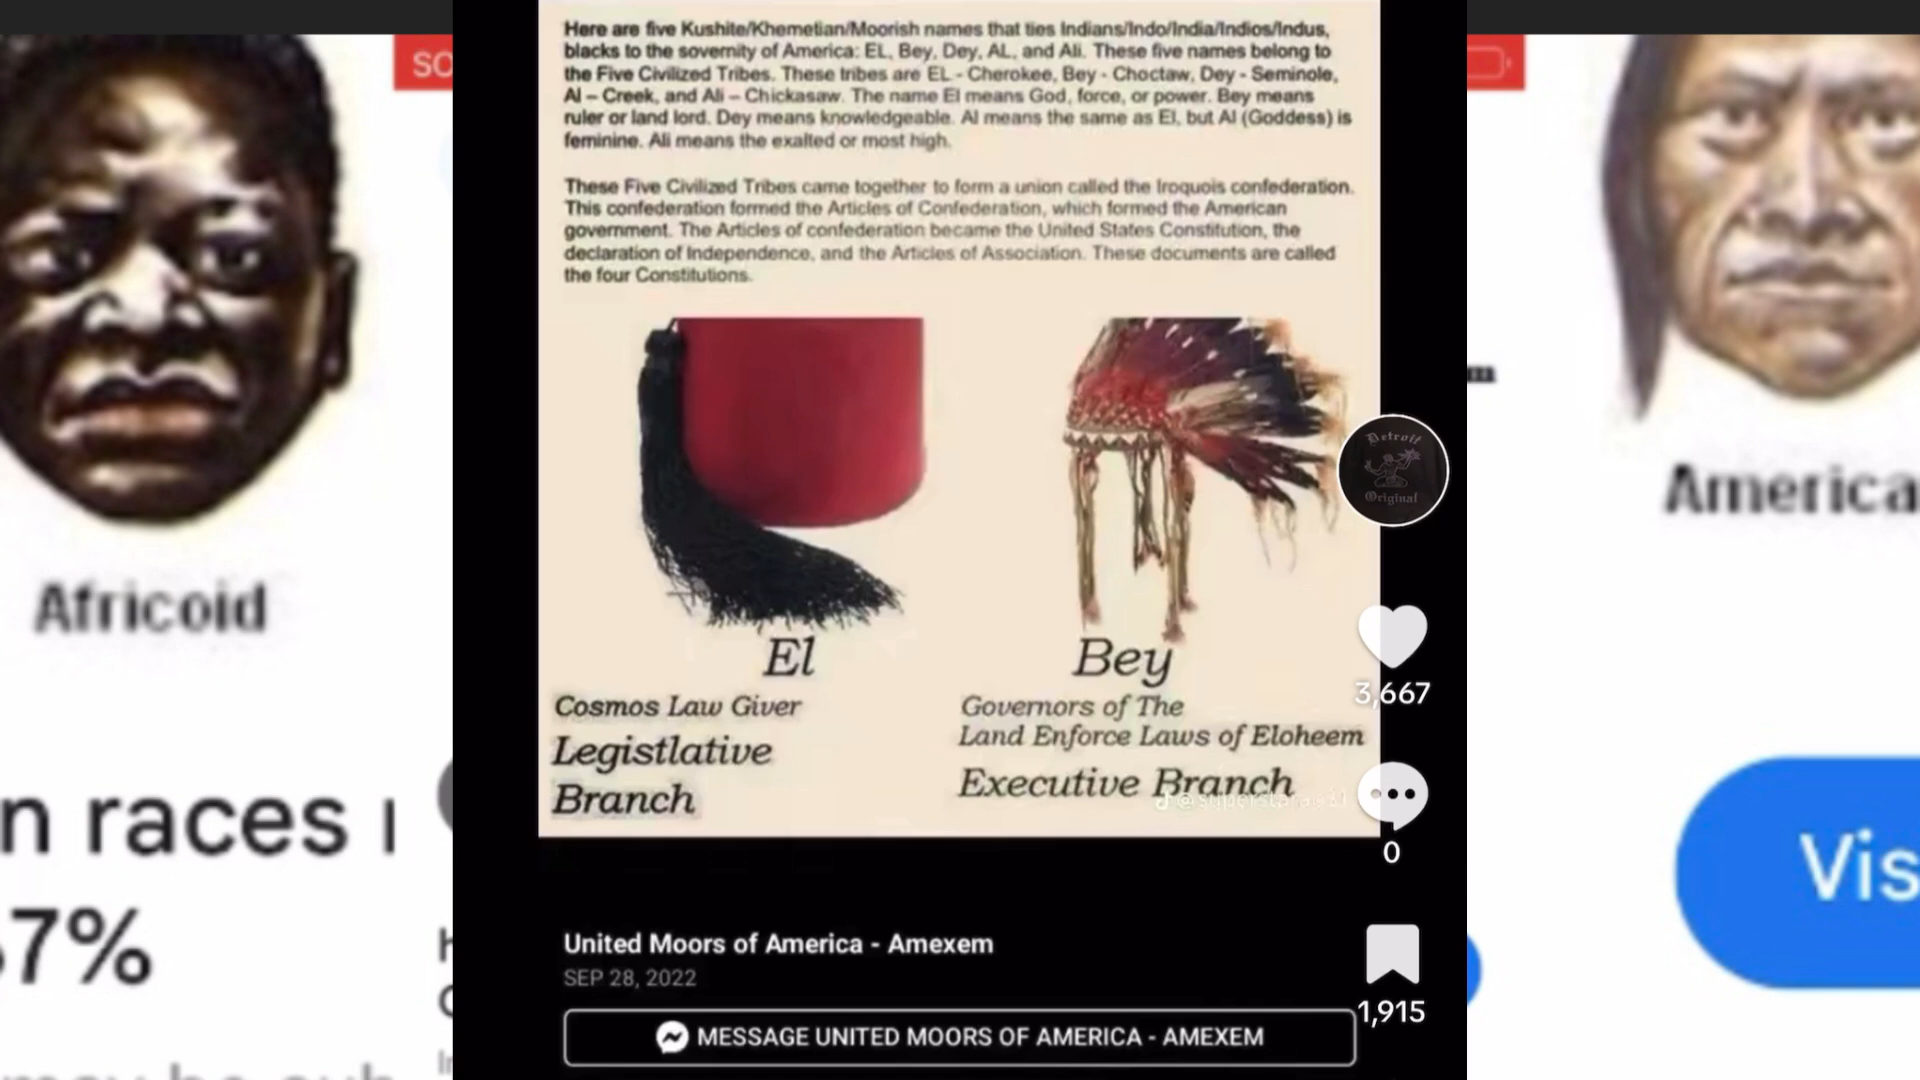 Here are five Kushite/Khemetian/Moorish names that ties Indians/Indo/India/Indios/Indus,
blacks to the sovernity of America: EL, Bey, Dey, AL, and Ali. These five names belong to
the Five Civilized Tribes. These tribes are EL - Cherokee, Bey - Choctaw, Dey - Seminole,
Al – Creek, and Ali – Chickasaw. The name El means God, force, or power. Bey means
ruler or land lord. Dey means knowledgeable. Al means the same as El, but Al (Goddess) is
feminine. Ali means the exalted or most high.
These Five Civilized Tribes came together to form a union called the Iroquois confederation.
This confederation formed the Articles of Confederation, which formed the American
government. The Articles of confederation became the United States Constitution, the
declaration of Independence, and the Articles of Association. These documents are called
the four Constitutions.
El
Cosmos Law Giver
Legistlative
Branch
Bey
Governors of The
Land Enforce Laws of Eloheem
Executive Branch
Detroit
Original
3,667
0
1,915
United Moors of America - Amexem
SEP 28, 2022
MESSAGE UNITED MOORS OF AMERICA - AMEXEM
SO
Africoid
n races
7%
America
Vis